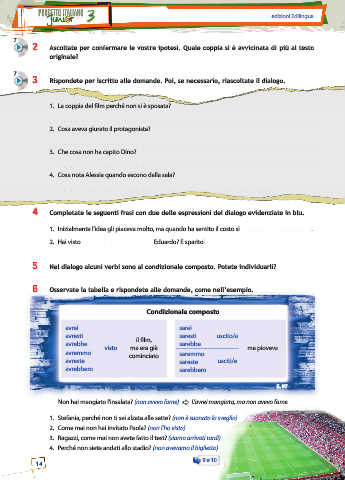 PROGETTO ITALIANO
Junior 3
edizioni Edilingua
7
2 Ascoltate per confermare le vostre ipotesi. Quale coppia si è avvicinata di più al testo
originale?
7
3 Rispondete per iscritto alle domande. Poi, se necessario, riascoltate il dialogo.
1. La coppia del film perché non si è sposata?
2. Cosa aveva giurato il protagonista?
3. Che cosa non ha capito Dino?
4. Cosa nota Alessia quando escono dalla sala?
4 Completate le seguenti frasi con due delle espressioni del dialogo evidenziate in blu.
1. Inizialmente l'idea gli piaceva molto, ma quando ha sentito il costo si
2. Hai visto Eduardo? È sparito
5 Nel dialogo alcuni verbi sono al condizionale composto. Potete individuarli?
6 Osservate la tabella e rispondete alle domande, come nell'esempio.
Condizionale composto
avrei
avresti
avrebbe
avremmo
avreste
avrebbero
visto
il film,
ma era già
cominciato
sarei
saresti
sarebbe
saremmo
sareste
sarebbero
uscito/a
usciti/e
ma pioveva
Non hai mangiato l'insalata? (non avevo fame) ⇨ L'avrei mangiata, ma non avevo fame.
1. Stefania, perché non ti sei alzata alle sette? (non è suonata la sveglia)
2. Come mai non hai invitato Paola? (non l'ho vista)
3. Ragazzi, come mai non avete fatto il test? (siamo arrivati tardi)
4. Perché non siete andati allo stadio? (non avevamo il biglietto)
9 e 10
14